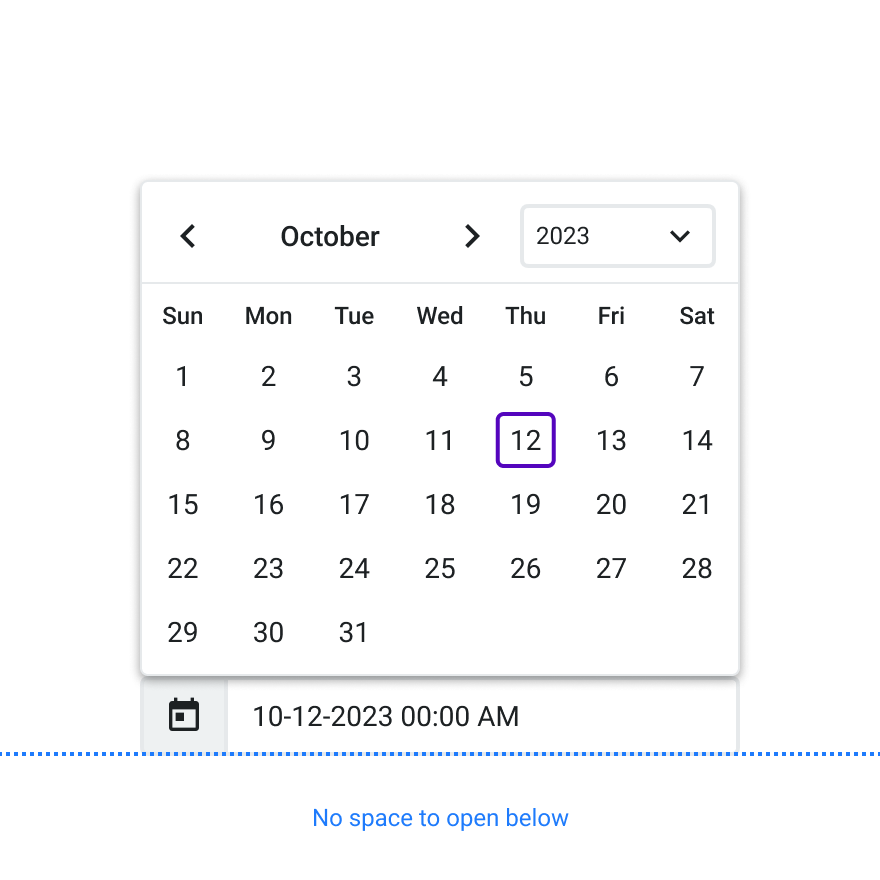 October 2023
Sun Mon Tue Wed Thu Fri Sat
1 2 3 4 5 6 7
8 9 10 11 12 13 14
15 16 17 18 19 20 21
22 23 24 25 26 27 28
29 30 31
10-12-2023 00:00 AM
No space to open below